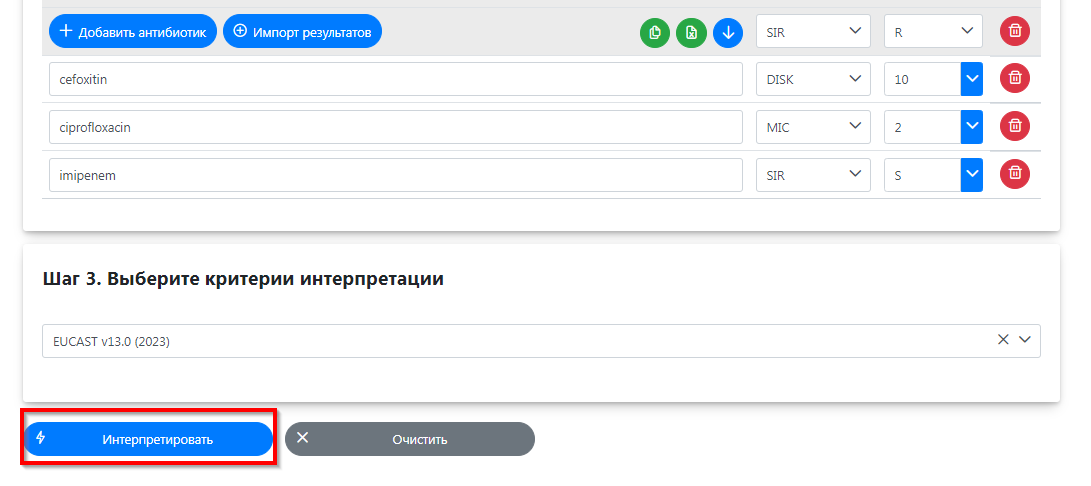 Добавить антибиотик Импорт результатов SIR R
cefoxitin DISK 10
ciprofloxacin MIC 2
imipenem SIR S
Шаг 3. Выберите критерии интерпретации
EUCAST v13.0 (2023)
Интерпретировать Очистить